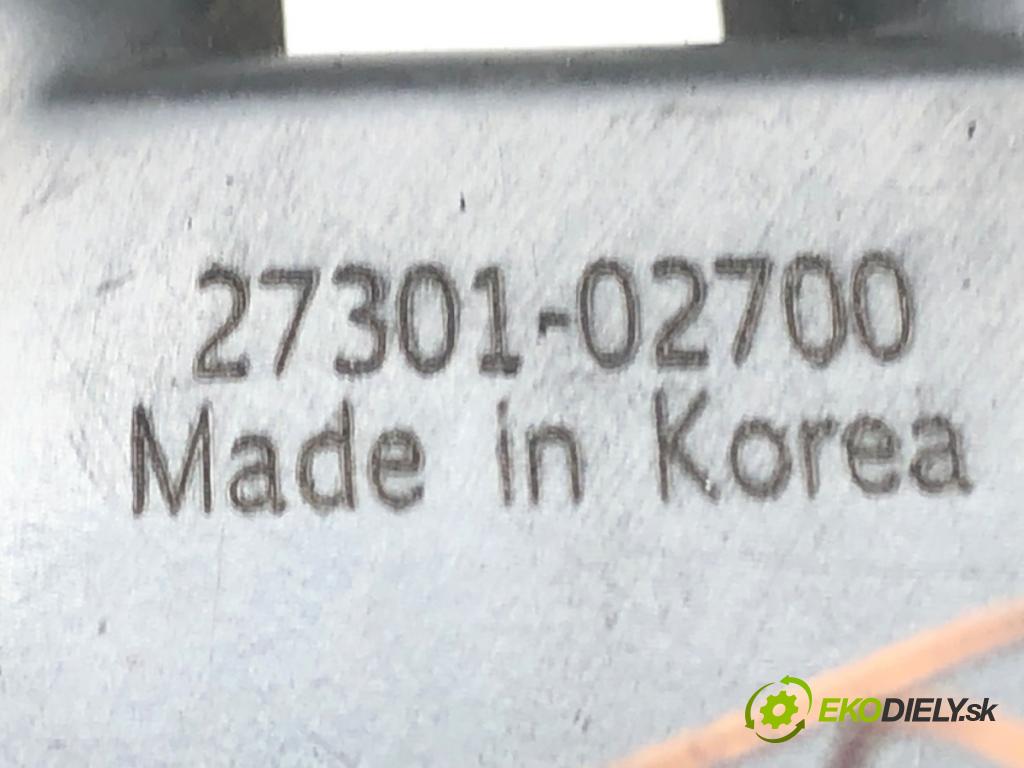 27301-02700
Made in Korea
EKODIELY.sk